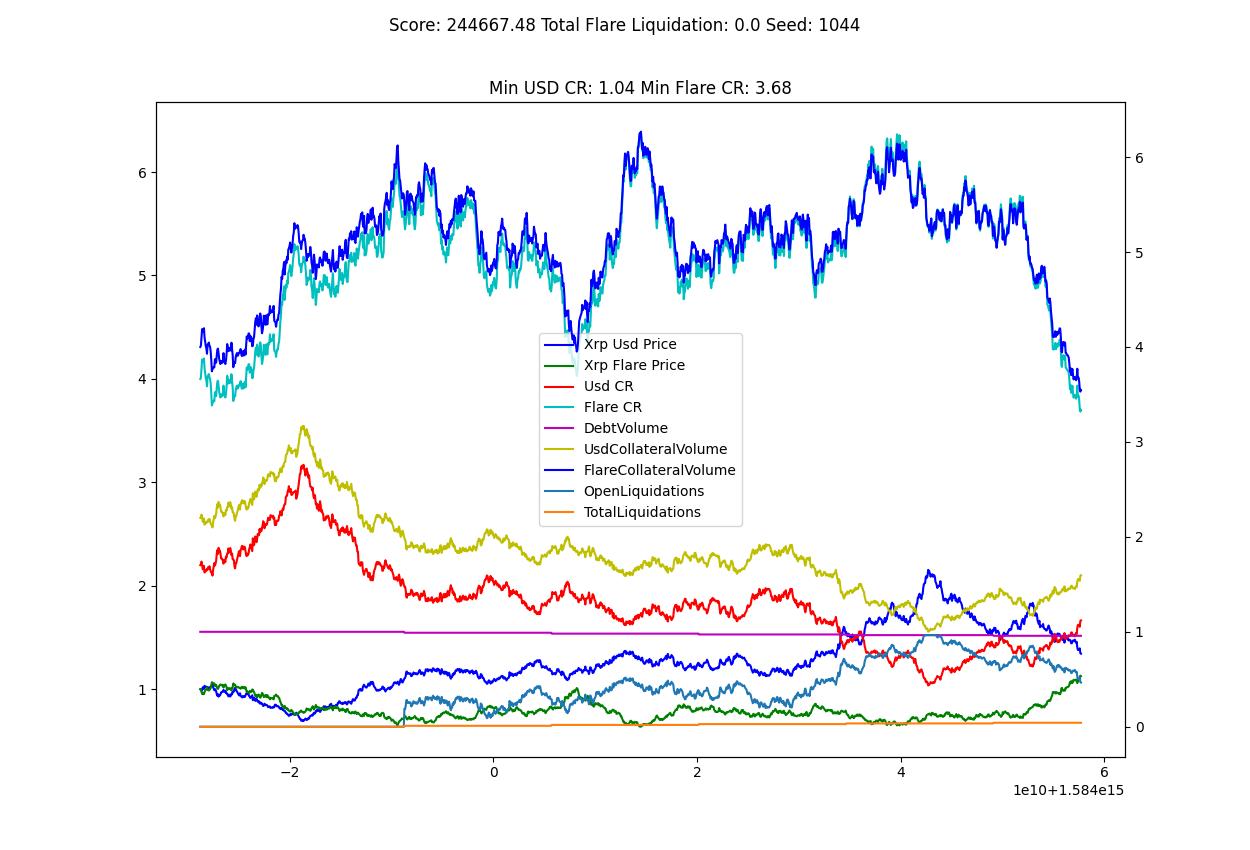 Score: 244667.48 Total Flare Liquidation: 0.0 Seed: 1044
Min USD CR: 1.04 Min Flare CR: 3.68
6
5
4
3
2
1
6
5
4
3
2
1
0
Xrp Usd Price
Xrp Flare Price
Usd CR
Flare CR
DebtVolume
UsdCollateralVolume
FlareCollateralVolume
OpenLiquidations
TotalLiquidations
−2
0
2
4
6
1e10+1.584e15